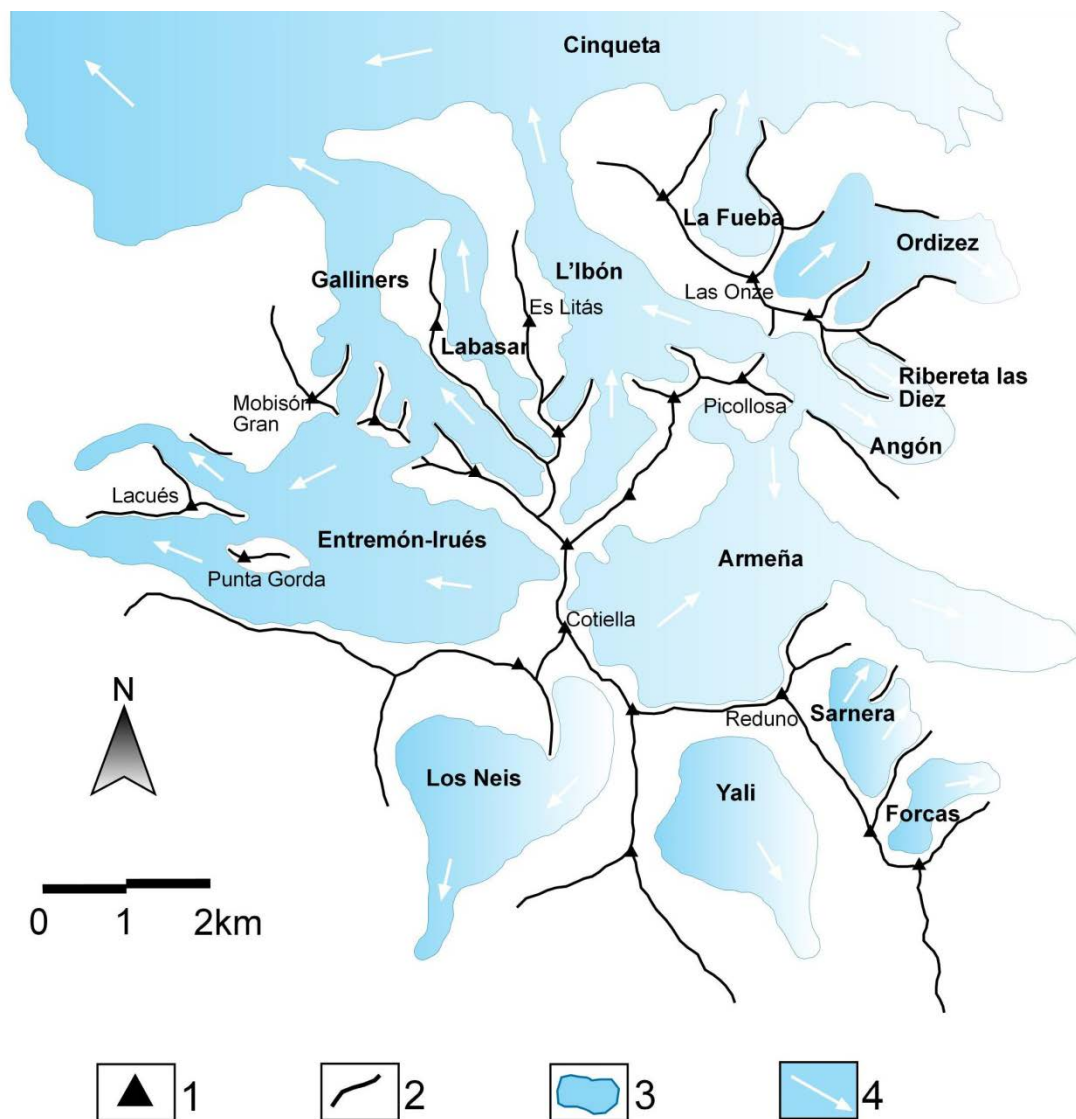 Cinqueta
La Fueba
Ordizez
L'Ibón
Galliners
Las Onze
Es Litás
Labasar
Ribereta las
Diez
Mobisón
Gran
Picollosa
Angón
Lacués
Entremón-Irués
Armeña
Punta Gorda
Cotiella
N
Reduno
Sarnera
Los Neis
Yali
Forcas
0 1 2km
1 2 3 4